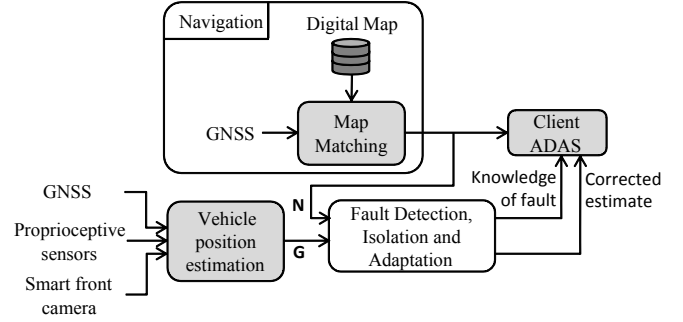 Navigation
Digital Map
GNSS
Map
Matching
Client
ADAS
Knowledge
of fault
Corrected
estimate
GNSS
Proprioceptive
sensors
Smart front
camera
Vehicle
position
estimation
N
G
Fault Detection,
Isolation and
Adaptation